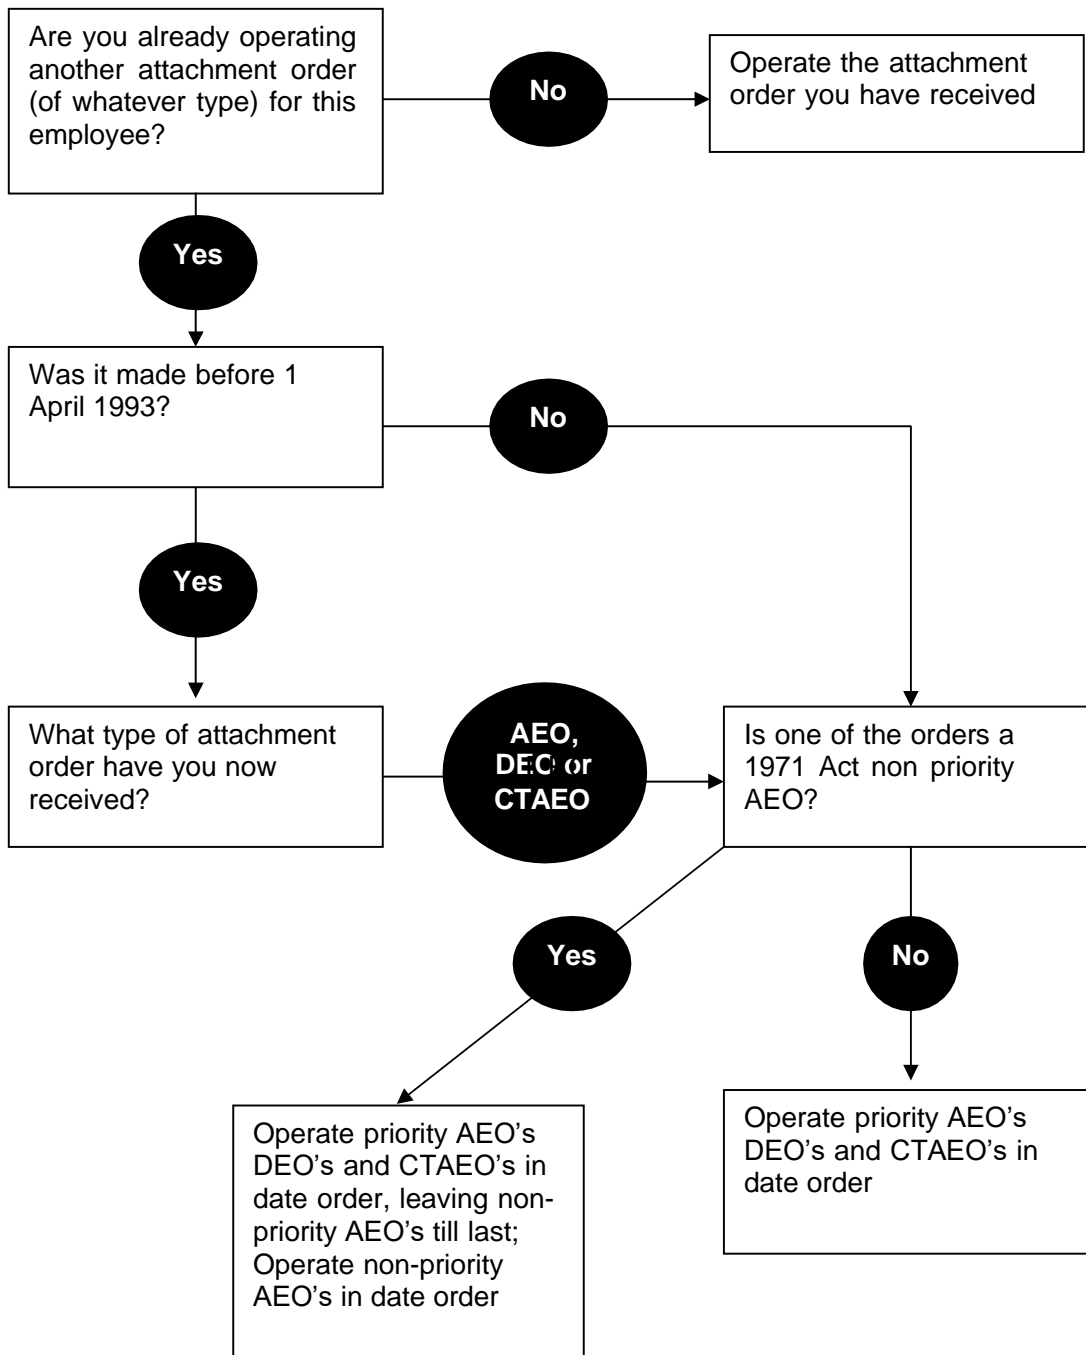 Are you already operating
another attachment order
(of whatever type) for this
employee?
No
Operate the attachment
order you have received
Yes
Was it made before 1
April 1993?
No
Yes
What type of attachment
order have you now
received?
AEO,
DEO or
CTAEO
Is one of the orders a
1971 Act non priority
AEO?
Yes
No
Operate priority AEO’s
DEO’s and CTAEO’s in
date order, leaving non-
priority AEO’s till last;
Operate non-priority
AEO’s in date order
Operate priority AEO’s
DEO’s and CTAEO’s in
date order